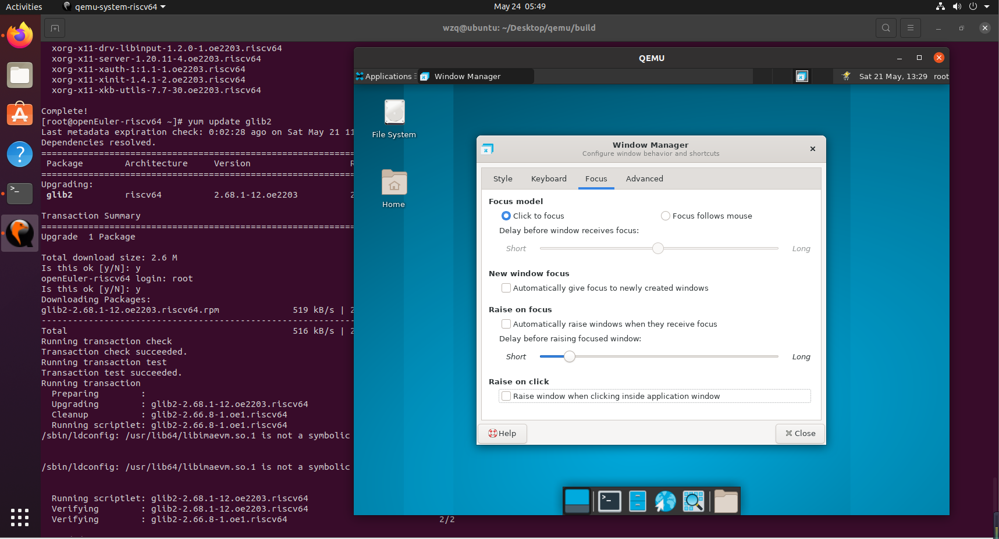 Activities
qemu-system-riscv64
May 24 05:49
wzq@ubuntu: ~/Desktop/qemu/build
xorg-x11-drv-libinput-1.2.0-1.oe2203.riscv64
xorg-x11-server-1.20.11-4.oe2203.riscv64
xorg-x11-xauth-1:1.1-1.oe2203.riscv64
xorg-x11-xinit-1.4.1-2.oe2203.riscv64
xorg-x11-xkb-utils-7.7-30.oe2203.riscv64
Complete!
[root@openEuler-riscv64 ~]# yum update glib2
Last metadata expiration check: 0:02:28 ago on Sat May 21 11
Dependencies resolved.
================================================================
Package Architecture Version R
================================================================
Upgrading:
glib2 riscv64 2.68.1-12.oe2203 2
Transaction Summary
================================================================
Upgrade 1 Package
Total download size: 2.6 M
Is this ok [y/N]: y
openEuler-riscv64 login: root
Is this ok [y/N]: y
Downloading Packages:
glib2-2.68.1-12.oe2203.riscv64.rpm 519 kB/s | 2
----------------------------------------------------------------
Total 516 kB/s | 2
Running transaction check
Transaction check succeeded.
Running transaction test
Transaction test succeeded.
Running transaction
Preparing :
Upgrading : glib2-2.68.1-12.oe2203.riscv64
Cleanup : glib2-2.66.8-1.oe1.riscv64
Running scriptlet: glib2-2.66.8-1.oe1.riscv64
/sbin/ldconfig: /usr/lib64/libimaevm.so.1 is not a symbolic
/sbin/ldconfig: /usr/lib64/libimaevm.so.1 is not a symbolic
Running scriptlet: glib2-2.68.1-12.oe2203.riscv64
Verifying : glib2-2.68.1-12.oe2203.riscv64
Verifying : glib2-2.66.8-1.oe1.riscv64 2/2
QEMU
Applications
Window Manager
Sat 21 May, 13:29 root
File System
Home
Window Manager
Configure window behavior and shortcuts
Style Keyboard Focus Advanced
Focus model
Click to focus Focus follows mouse
Delay before window receives focus:
Short Long
New window focus
Automatically give focus to newly created windows
Raise on focus
Automatically raise windows when they receive focus
Delay before raising focused window:
Short Long
Raise on click
Raise window when clicking inside application window
Help Close